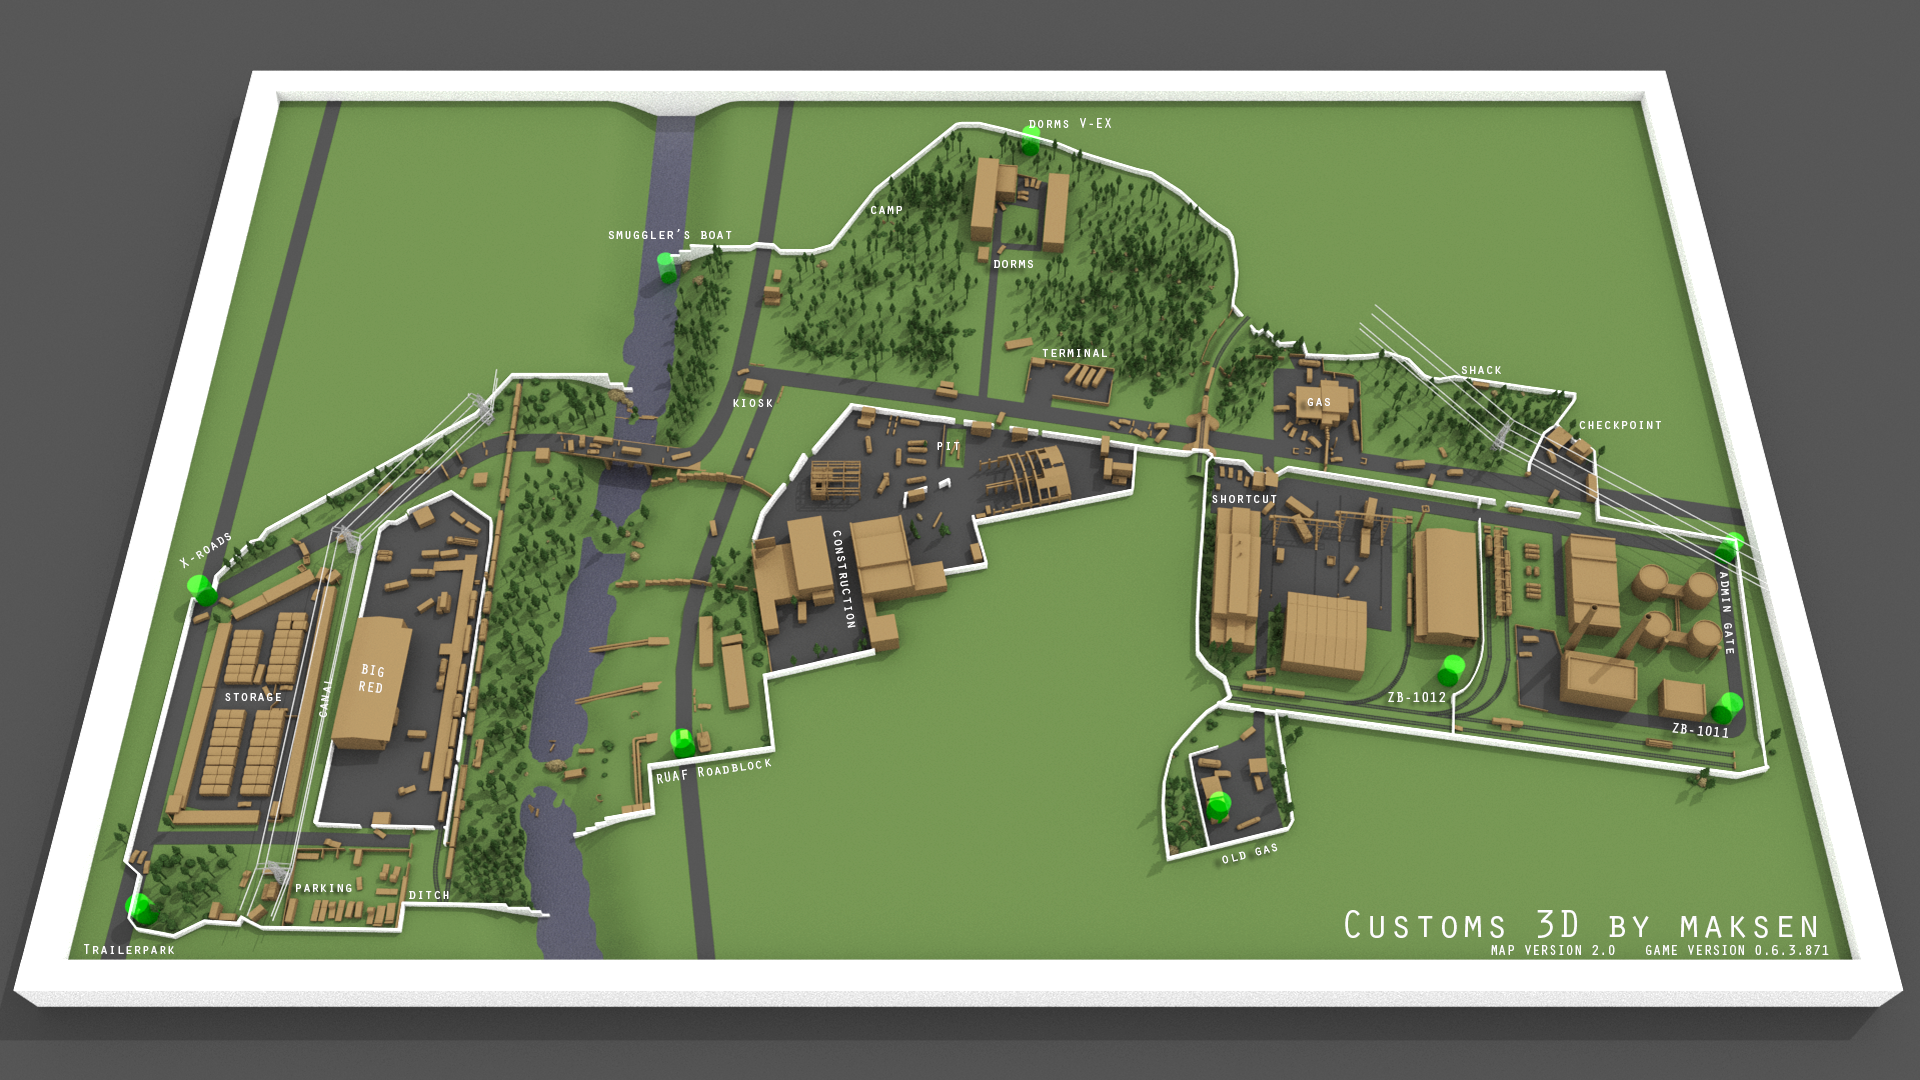 DORMS V-EX
CAMP
SMUGGLER'S BOAT
DORMS
TERMINAL
SHACK
KIOSK
GAS
CHECKPOINT
PIT
SHORTCUT
X-ROADS
CONSTRUCTION
ADMIN GATE
BIG
RED
STORAGE
CANAL
ZB-1012
ZB-1011
RUAF ROADBLOCK
OLD GAS
PARKING
DITCH
TRAILERPARK
CUSTOMS 3D BY MAKSEN
MAP VERSION 2.0 GAME VERSION 0.6.3.871